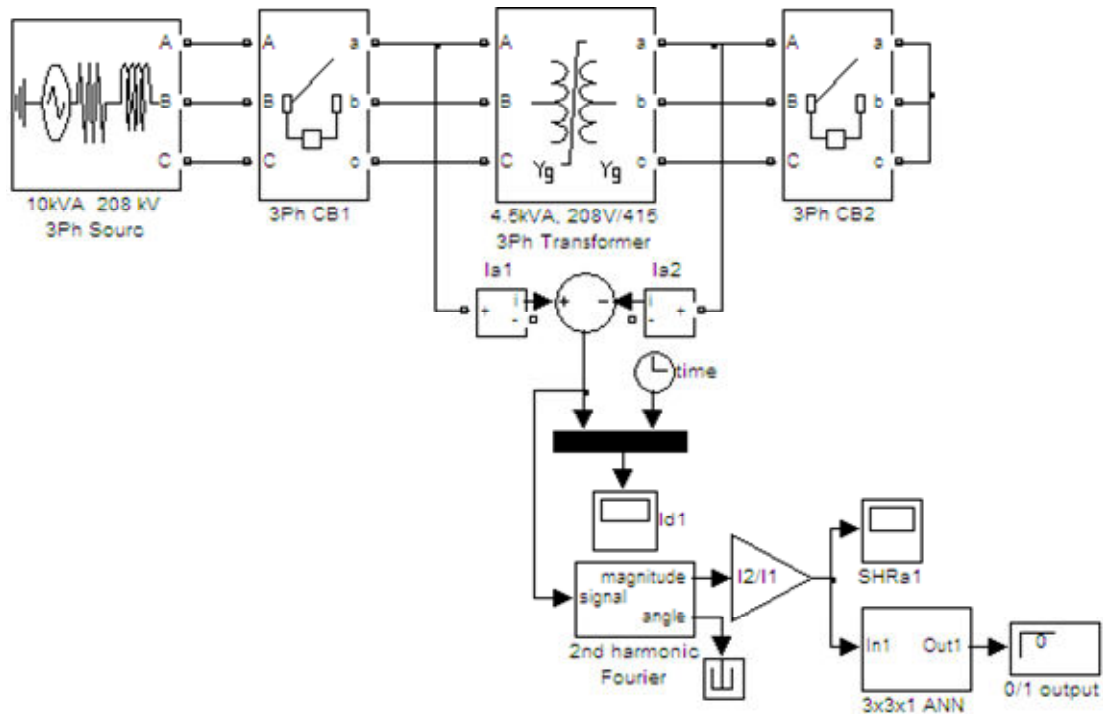 A A a A a A a
B B b B b B b
C C c C c C c
Yg Yg
10kVA 208 kV
3Ph Sourc
3Ph CB1
4.5kVA, 208V/415
3Ph Transformer
3Ph CB2
Ia1 Ia2
+ i - + - i - +
time
Id1
magnitude
signal
angle
2nd harmonic
Fourier
I2/I1
SHRa1
In1 Out1
3x3x1 ANN
0
0/1 output